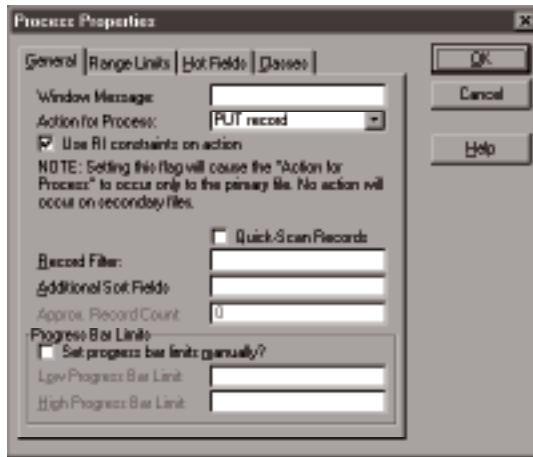 Process Properties
General Range Limits Hot Fields Classes
OK
Cancel
Help
Window Message:
Action for Process: PUT record
Use RI constraints on action
NOTE: Setting this flag will cause the "Action for
Process" to occur only to the primary file. No action will
occur on secondary files.
Quick-Scan Records
Record Filter:
Additional Sort Fields
Approx. Record Count 0
Progress Bar Limits
Set progress bar limits manually?
Low Progress Bar Limit
High Progress Bar Limit